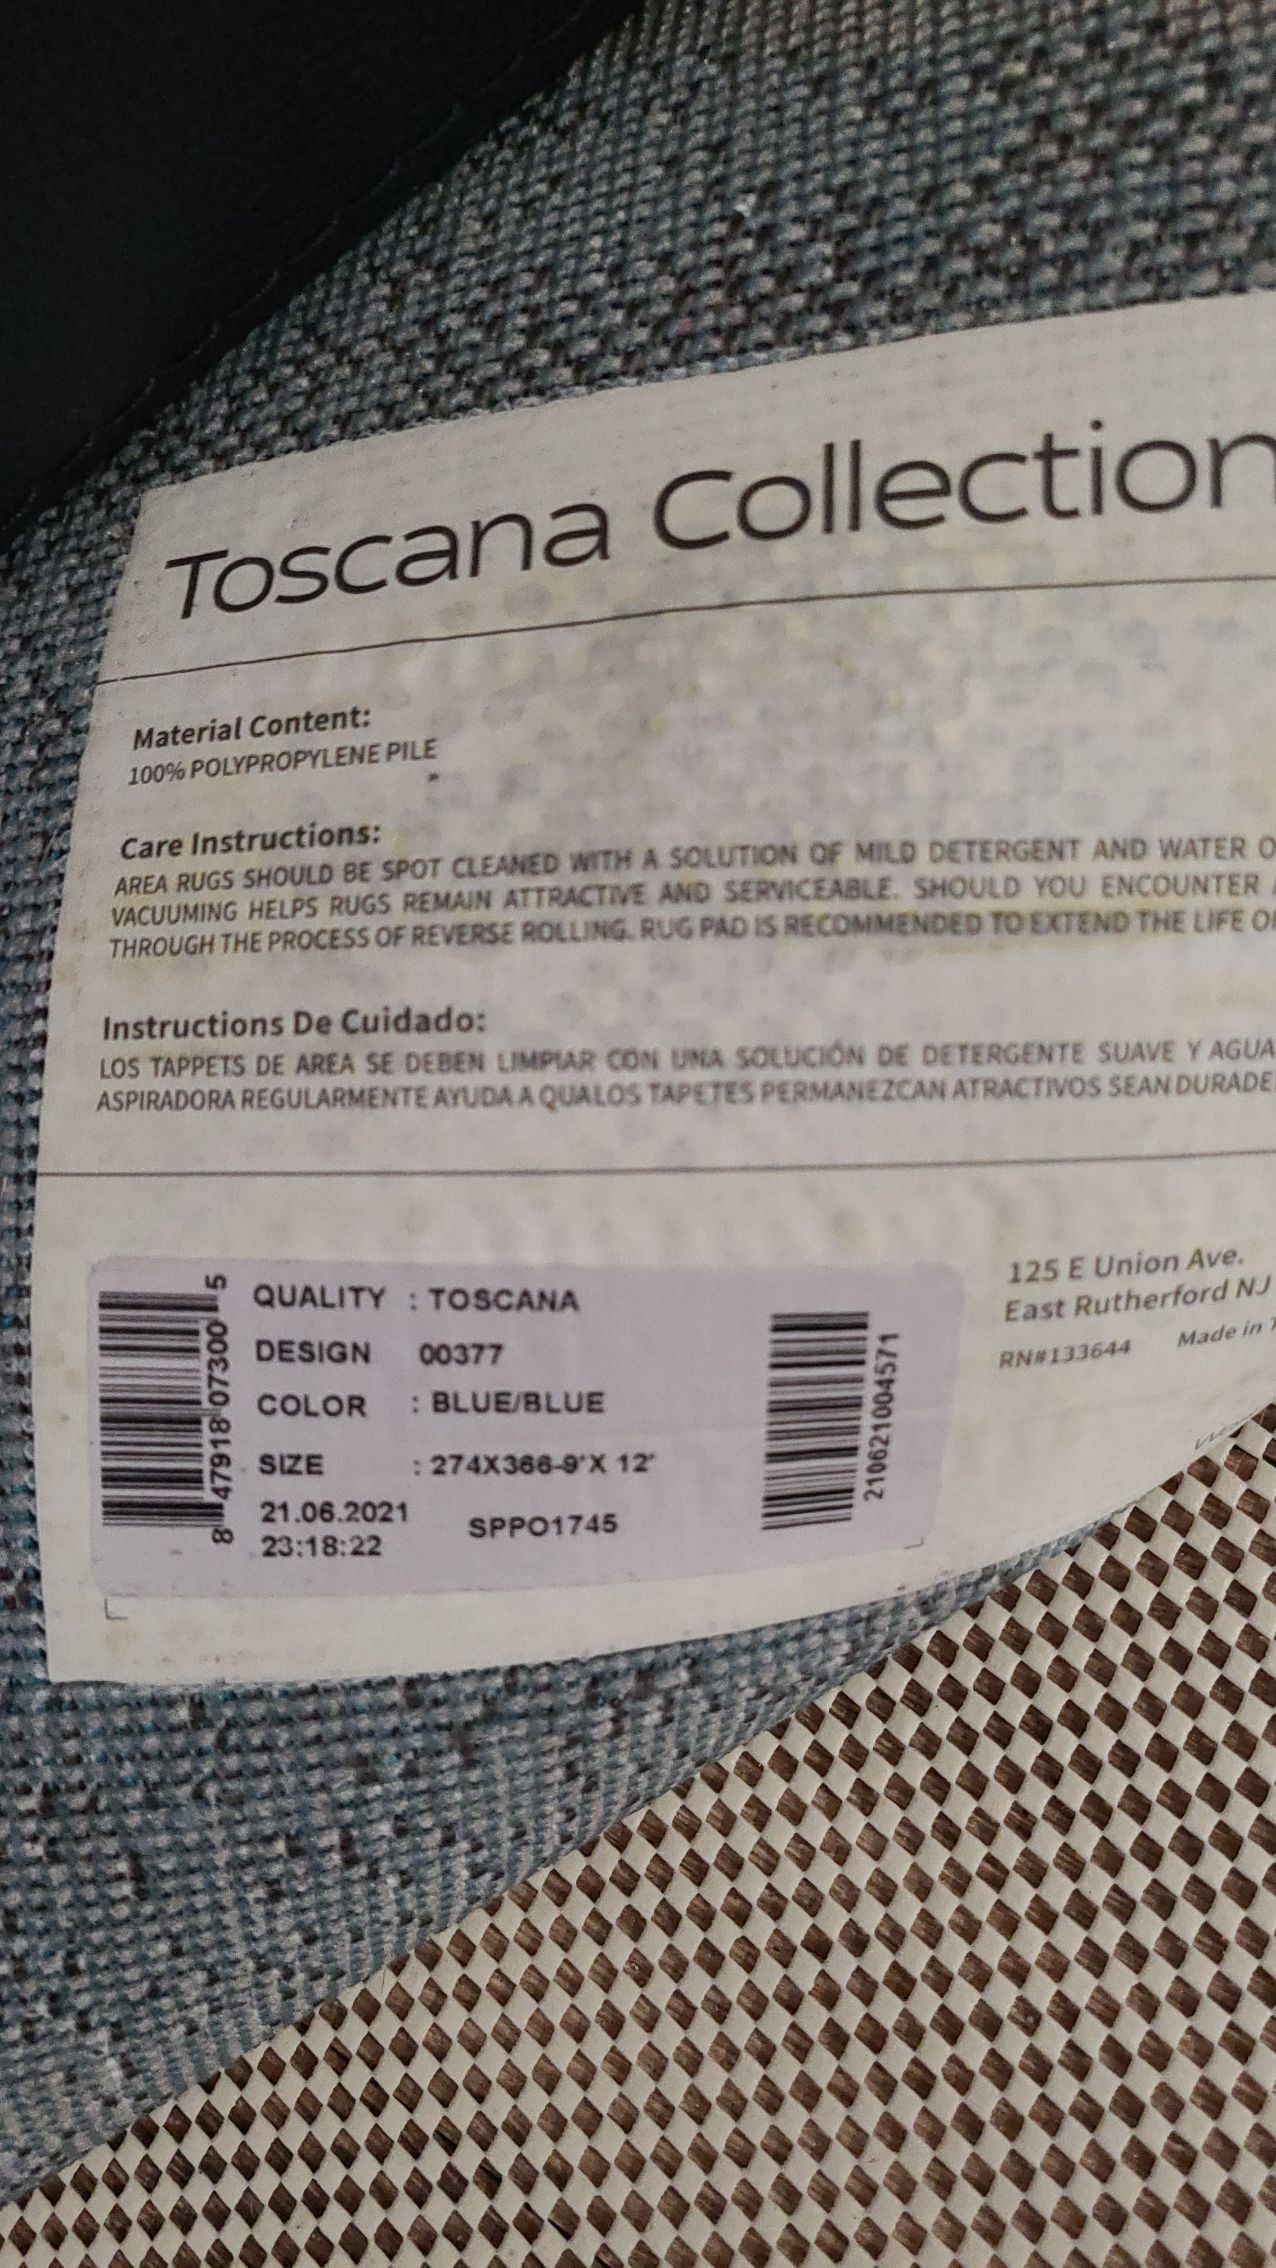 Toscana Collection
Material Content:
100% POLYPROPYLENE PILE
Care Instructions:
AREA RUGS SHOULD BE SPOT CLEANED WITH A SOLUTION OF MILD DETERGENT AND WATER O
VACUUMING HELPS RUGS REMAIN ATTRACTIVE AND SERVICEABLE. SHOULD YOU ENCOUNTER
THROUGH THE PROCESS OF REVERSE ROLLING. RUG PAD IS RECOMMENDED TO EXTEND THE LIFE O
Instructions De Cuidado:
LOS TAPPETS DE AREA SE DEBEN LIMPIAR CON UNA SOLUCIÓN DE DETERGENTE SUAVE Y AGUA
ASPIRADORA REGULARMENTE AYUDA A QUALOS TAPETES PERMANEZCAN ATRACTIVOS SEAN DURADE
8 47918 07300 5
QUALITY : TOSCANA
DESIGN 00377
COLOR : BLUE/BLUE
SIZE : 274X366-9'X 12'
21.06.2021
23:18:22
SPPO1745
210621004571
125 E Union Ave.
East Rutherford NJ
RN#133644 Made in T